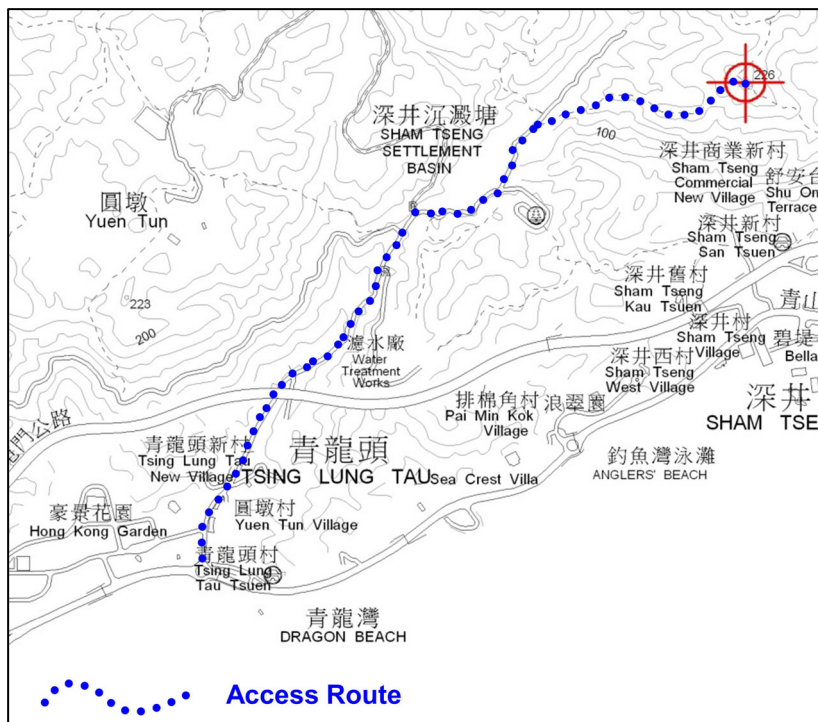 226
深井沉澱塘
SHAM TSENG
SETTLEMENT
BASIN
100
深井商業新村
Sham Tseng
Commercial
New Village
舒安台
Shu On
Terrace
圓墩
Yuen Tun
深井新村
Sham Tseng
San Tsuen
深井舊村
Sham Tseng
Kau Tsuen
223
200
青山
深井村
Sham Tseng
Village
碧堤
Bella
濾水廠
Water
Treatment
Works
深井西村
Sham Tseng
West Village
排棉角村
Pai Min Kok
Village
浪翠園
深井
SHAM TSE
屯門公路
青龍頭新村
Tsing Lung Tau
New Village
青龍頭
TSING LUNG TAU
Sea Crest Villa
釣魚灣泳灘
ANGLERS' BEACH
豪景花園
Hong Kong Garden
圓墩村
Yuen Tun Village
青龍頭村
Tsing Lung
Tau Tsuen
青龍灣
DRAGON BEACH
Access Route